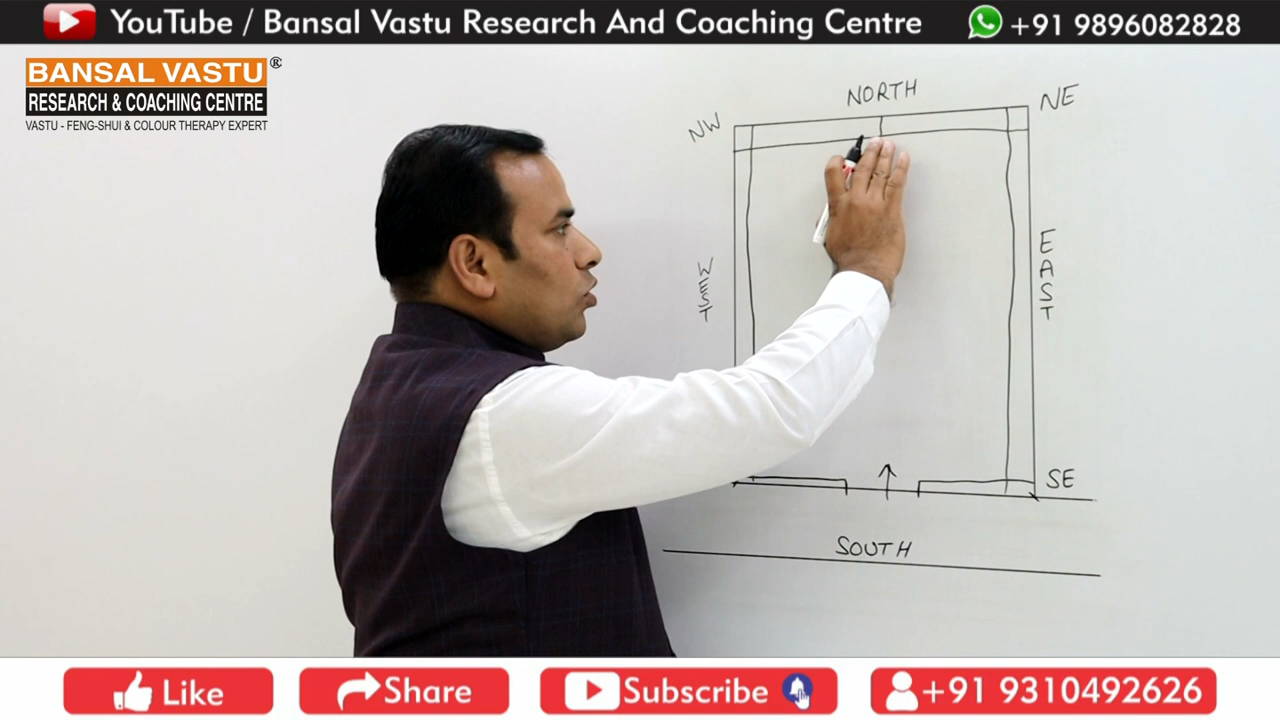 YouTube / Bansal Vastu Research And Coaching Centre
+91 9896082828
BANSAL VASTU®
RESEARCH & COACHING CENTRE
VASTU - FENG-SHUI & COLOUR THERAPY EXPERT
NORTH
NE
NW
WEST
EAST
SE
SOUTH
Like
Share
Subscribe
+91 9310492626